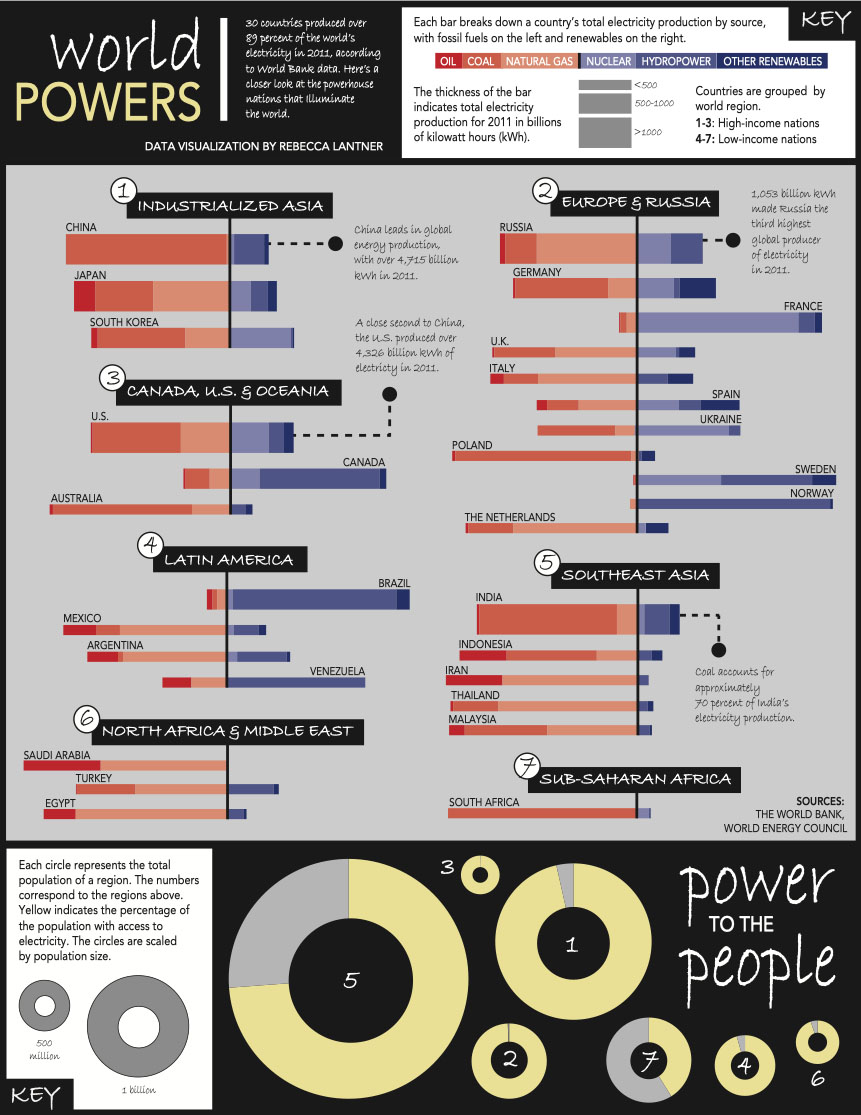 world
POWERS
30 countries produced over
89 percent of the world's
electricity in 2011, according
to World Bank data. Here's a
closer look at the powerhouse
nations that illuminate
the world.
DATA VISUALIZATION BY REBECCA LANTNER
KEY
Each bar breaks down a country's total electricity production by source,
with fossil fuels on the left and renewables on the right.
OIL COAL NATURAL GAS NUCLEAR HYDROPOWER OTHER RENEWABLES
The thickness of the bar
indicates total electricity
production for 2011 in billions
of kilowatt hours (kWh).
<500
500-1000
>1000
Countries are grouped by
world region.
1-3: High-income nations
4-7: Low-income nations
1
INDUSTRIALIZED ASIA
CHINA
JAPAN
SOUTH KOREA
China leads in global
energy production,
with over 4,715 billion
kWh in 2011.
A close second to China,
the U.S. produced over
4,326 billion kWh of
electricity in 2011.
2
EUROPE & RUSSIA
RUSSIA
GERMANY
FRANCE
U.K.
ITALY
SPAIN
UKRAINE
POLAND
SWEDEN
NORWAY
THE NETHERLANDS
1,053 billion kWh
made Russia the
third highest
global producer
of electricity
in 2011.
3
CANADA, U.S. & OCEANIA
U.S.
CANADA
AUSTRALIA
4
LATIN AMERICA
BRAZIL
MEXICO
ARGENTINA
VENEZUELA
5
SOUTHEAST ASIA
INDIA
INDONESIA
IRAN
THAILAND
MALAYSIA
Coal accounts for
approximately
70 percent of India's
electricity production.
6
NORTH AFRICA & MIDDLE EAST
SAUDI ARABIA
TURKEY
EGYPT
7
SUB-SAHARAN AFRICA
SOUTH AFRICA
SOURCES:
THE WORLD BANK,
WORLD ENERGY COUNCIL
Each circle represents the total
population of a region. The numbers
correspond to the regions above.
Yellow indicates the percentage of
the population with access to
electricity. The circles are scaled
by population size.
500
million
1 billion
KEY
5
3
1
2
7
4
6
power
TO THE
people